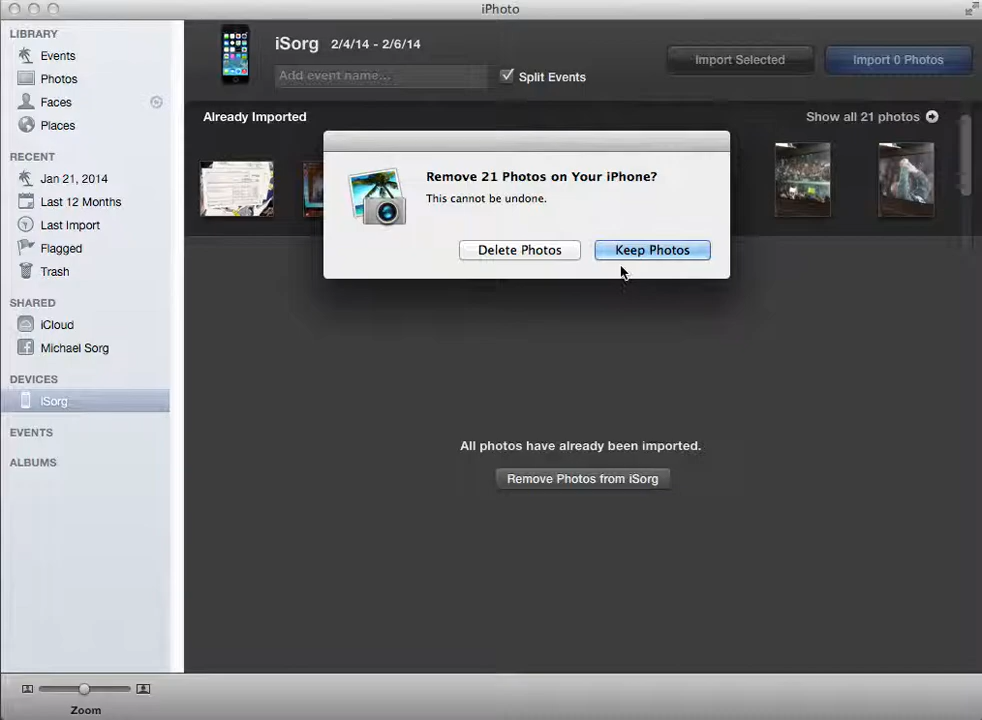 iPhoto
LIBRARY
Events
Photos
Faces
Places
RECENT
Jan 21, 2014
Last 12 Months
Last Import
Flagged
Trash
SHARED
iCloud
Michael Sorg
DEVICES
iSorg
EVENTS
ALBUMS
Zoom
iSorg 2/4/14 - 2/6/14
Add event name...
Split Events
Import Selected
Import 0 Photos
Already Imported
Show all 21 photos
Remove 21 Photos on Your iPhone?
This cannot be undone.
Delete Photos
Keep Photos
All photos have already been imported.
Remove Photos from iSorg